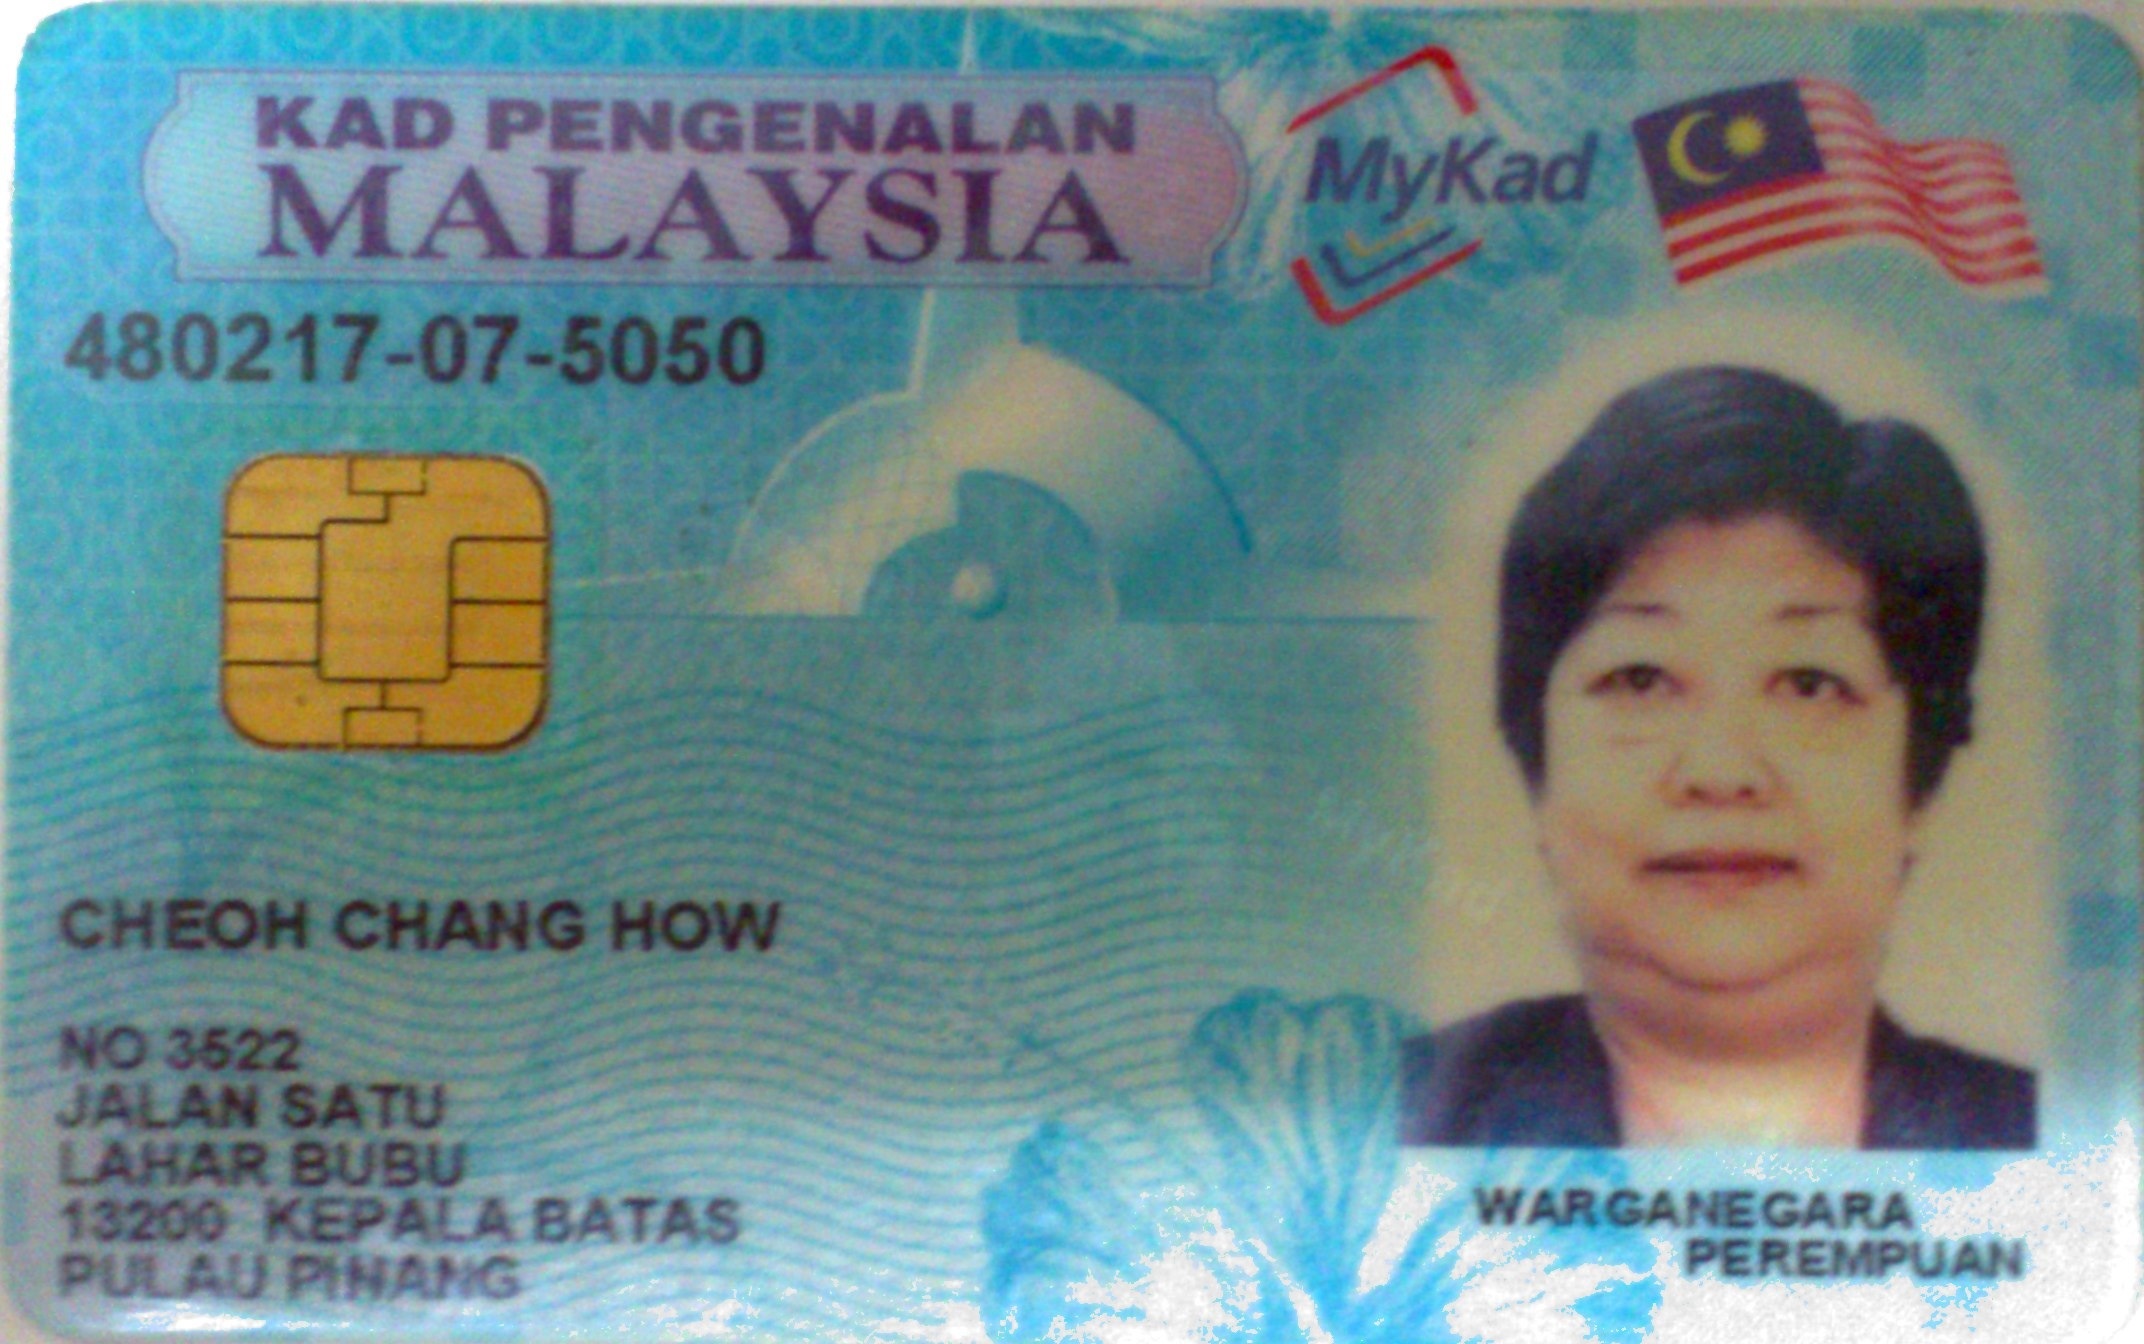 KAD PENGENALAN
MALAYSIA
MyKad
480217-07-5050
CHEOH CHANG HOW
NO 3522
JALAN SATU
LAHAR BUBU
13200 KEPALA BATAS
PULAU PINANG
WARGANEGARA
PEREMPUAN